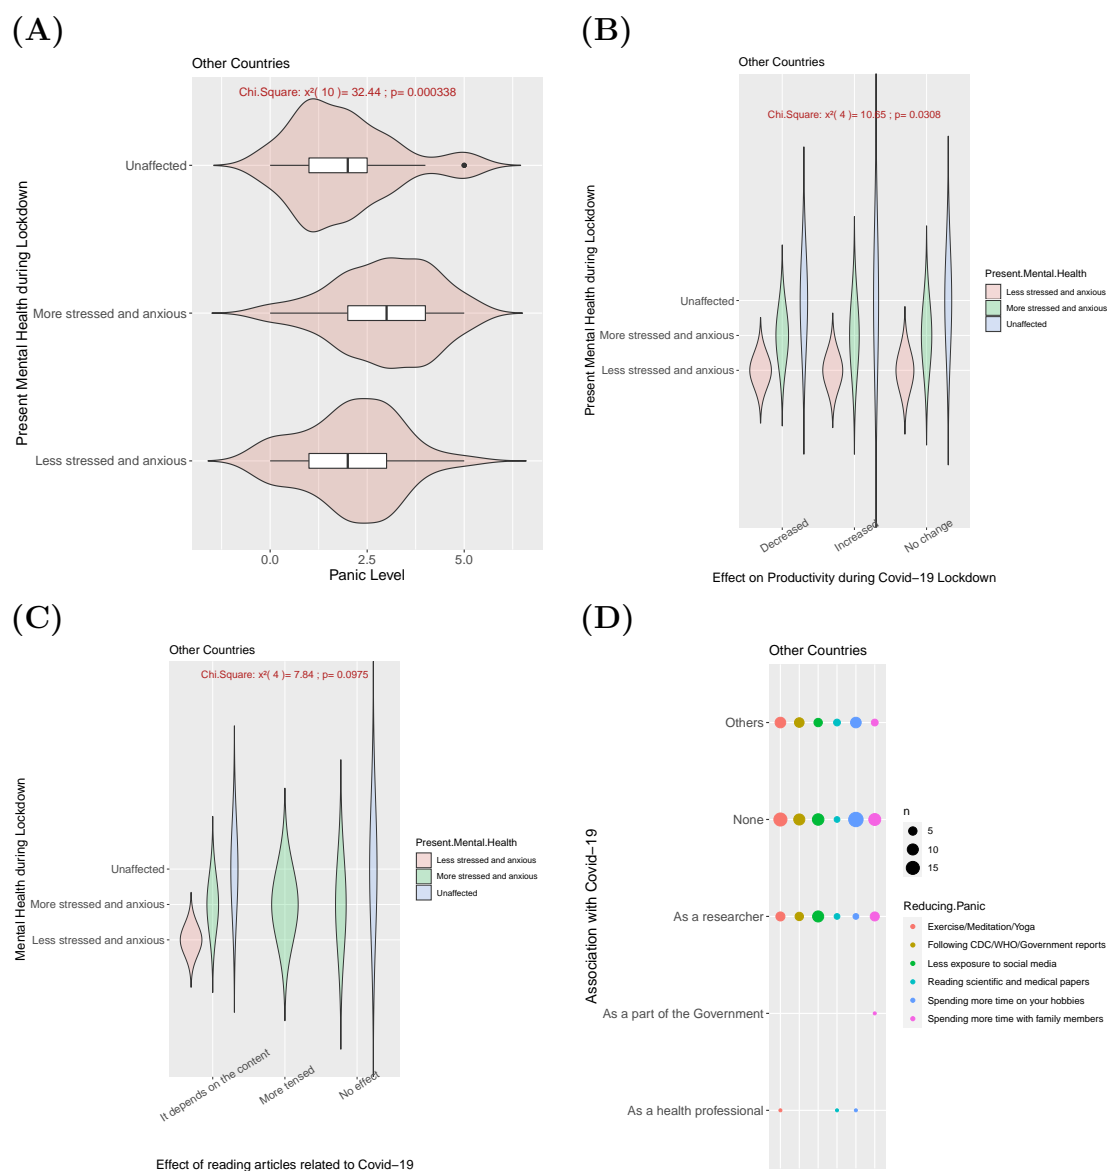 (A)
Other Countries
Chi.Square: x²( 10 )= 32.44 ; p= 0.000338
Present Mental Health during Lockdown
Unaffected
More stressed and anxious
Less stressed and anxious
0.0 2.5 5.0
Panic Level
(B)
Other Countries
Chi.Square: x²( 4 )= 10.65 ; p= 0.0308
Present Mental Health during Lockdown
Unaffected
More stressed and anxious
Less stressed and anxious
Decreased Increased No change
Effect on Productivity during Covid−19 Lockdown
Present.Mental.Health
Less stressed and anxious
More stressed and anxious
Unaffected
(C)
Other Countries
Chi.Square: x²( 4 )= 7.84 ; p= 0.0975
Mental Health during Lockdown
Unaffected
More stressed and anxious
Less stressed and anxious
It depends on the content More tensed No effect
Effect of reading articles related to Covid−19
Present.Mental.Health
Less stressed and anxious
More stressed and anxious
Unaffected
(D)
Other Countries
Association with Covid−19
Others
None
As a researcher
As a part of the Government
As a health professional
n
5
10
15
Reducing.Panic
Exercise/Meditation/Yoga
Following CDC/WHO/Government reports
Less exposure to social media
Reading scientific and medical papers
Spending more time on your hobbies
Spending more time with family members